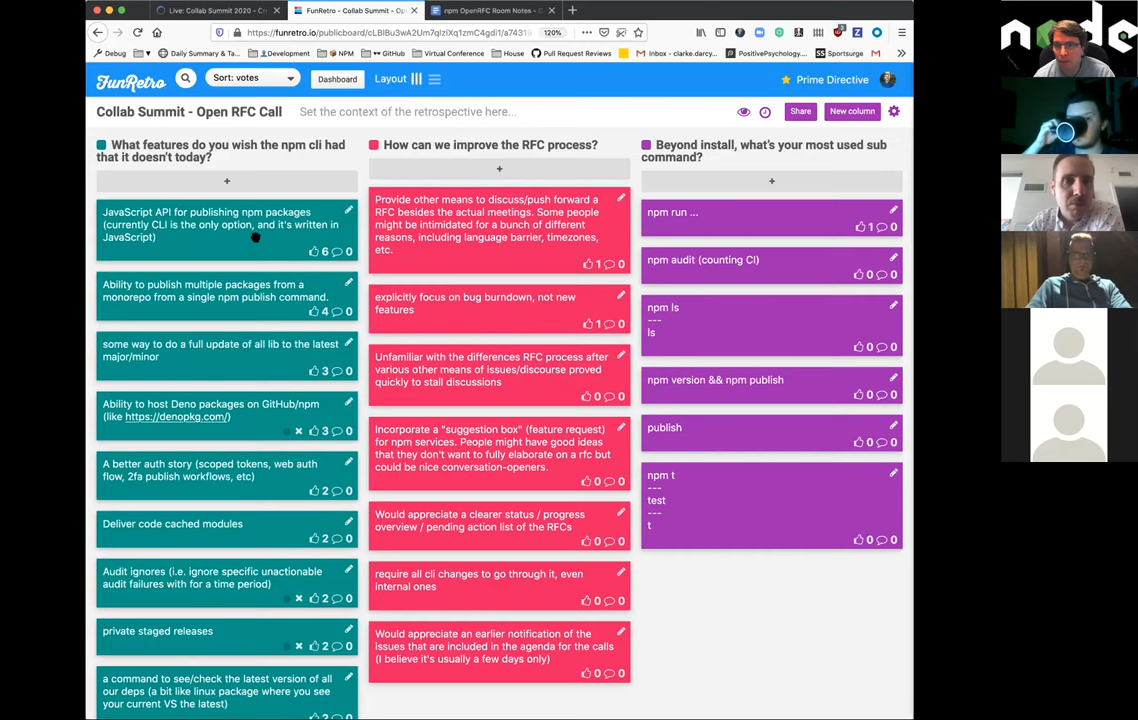 Live: Collab Summit 2020 - C
FunRetro - Collab Summit - Op
npm OpenRFC Room Notes - G
https://funretro.io/publicboard/cLBlBu3wA2Um7qlziXq1zmC4gdi1/a7431
120%
Debug
Daily Summary & Ta...
Development
NPM
GitHub
Virtual Conference
House
Pull Request Reviews
Inbox - clarke.darcy...
PositivePsychology....
Sportsurge
FunRetro
Sort: votes
Dashboard
Layout
Prime Directive
Collab Summit - Open RFC Call
Set the context of the retrospective here...
Share
New column
What features do you wish the npm cli had
that it doesn't today?
+
JavaScript API for publishing npm packages
(currently CLI is the only option, and it's written in
JavaScript)
6 0
Ability to publish multiple packages from a
monorepo from a single npm publish command.
4 0
some way to do a full update of all lib to the latest
major/minor
3 0
Ability to host Deno packages on GitHub/npm
(like https://denopkg.com/)
3 0
A better auth story (scoped tokens, web auth
flow, 2fa publish workflows, etc)
2 0
Deliver code cached modules
2 0
Audit ignores (i.e. ignore specific unactionable
audit failures with for a time period)
2 0
private staged releases
2 0
a command to see/check the latest version of all
our deps (a bit like linux package where you see
your current VS the latest)
2 0
How can we improve the RFC process?
+
Provide other means to discuss/push forward a
RFC besides the actual meetings. Some people
might be intimidated for a bunch of different
reasons, including language barrier, timezones,
etc.
1 0
explicitly focus on bug burndown, not new
features
1 0
Unfamiliar with the differences RFC process after
various other means of issues/discourse proved
quickly to stall discussions
0 0
Incorporate a "suggestion box" (feature request)
for npm services. People might have good ideas
that they don't want to fully elaborate on a rfc but
could be nice conversation-openers.
0 0
Would appreciate a clearer status / progress
overview / pending action list of the RFCs
0 0
require all cli changes to go through it, even
internal ones
0 0
Would appreciate an earlier notification of the
issues that are included in the agenda for the calls
(I believe it's usually a few days only)
0 0
Beyond install, what's your most used sub
command?
+
npm run ...
1 0
npm audit (counting CI)
0 0
npm ls
---
ls
0 0
npm version && npm publish
0 0
publish
0 0
npm t
---
test
---
t
0 0